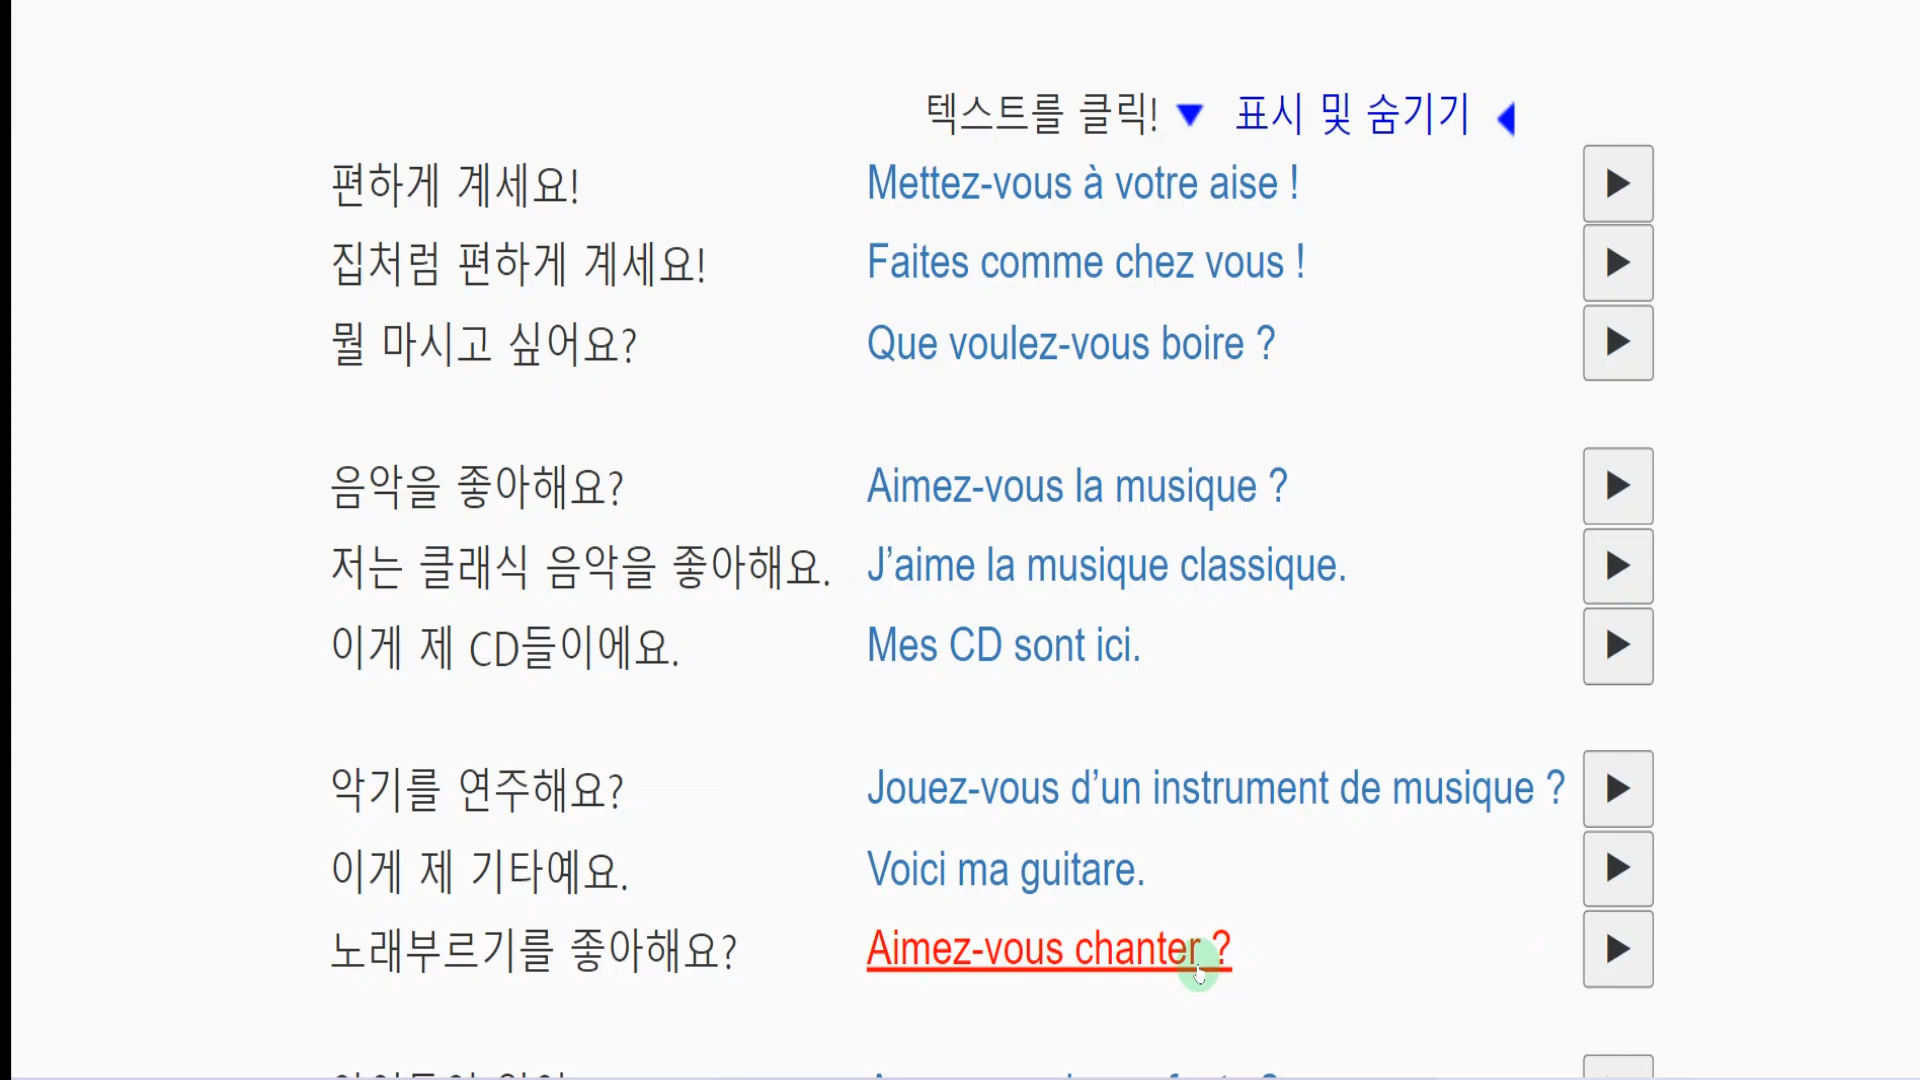 텍스트를 클릭! ▼ 표시 및 숨기기 ◀
편하게 계세요! Mettez-vous à votre aise !
집처럼 편하게 계세요! Faites comme chez vous !
뭘 마시고 싶어요? Que voulez-vous boire ?
음악을 좋아해요? Aimez-vous la musique ?
저는 클래식 음악을 좋아해요. J’aime la musique classique.
이게 제 CD들이에요. Mes CD sont ici.
악기를 연주해요? Jouez-vous d’un instrument de musique ?
이게 제 기타예요. Voici ma guitare.
노래부르기를 좋아해요? Aimez-vous chanter ?